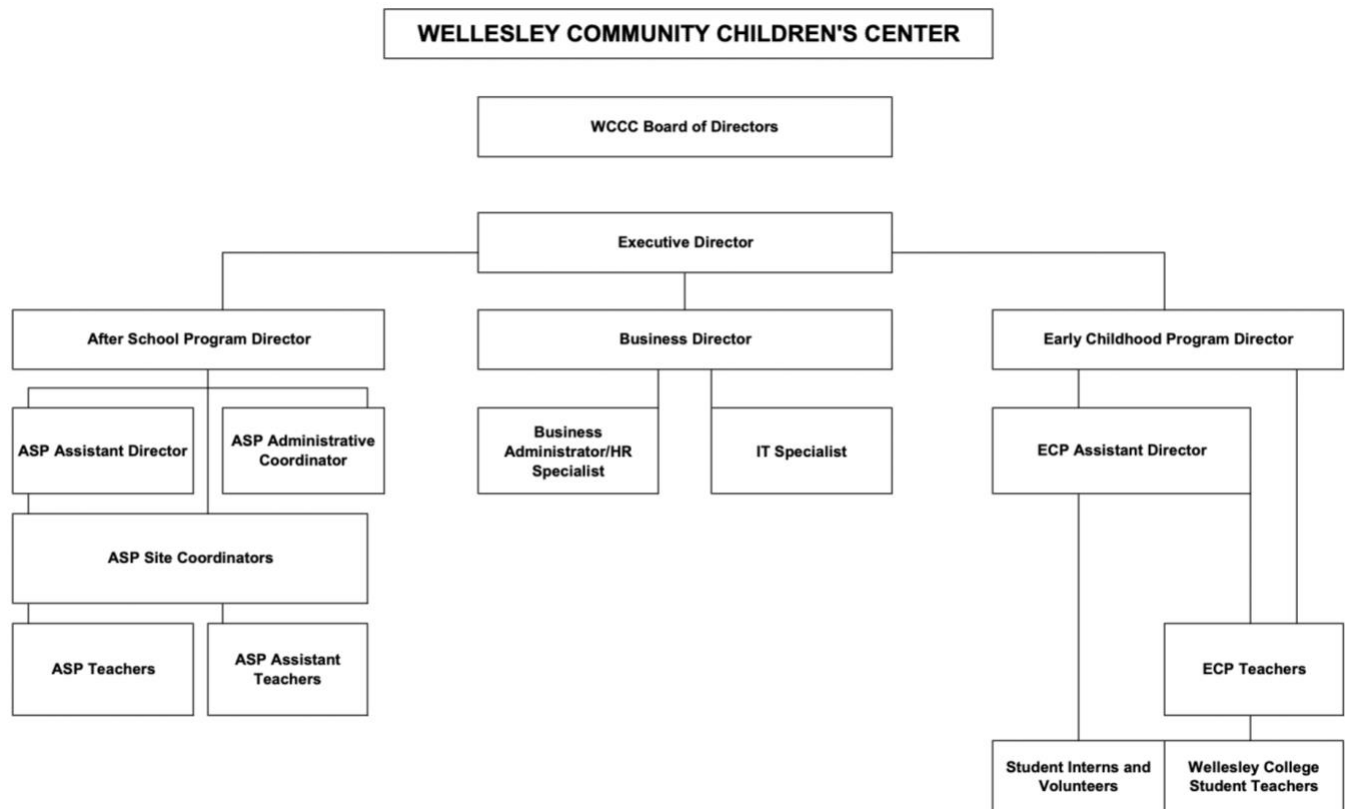 WELLESLEY COMMUNITY CHILDREN'S CENTER
WCCC Board of Directors
Executive Director
After School Program Director
Business Director
Early Childhood Program Director
ASP Assistant Director
ASP Administrative
Coordinator
Business
Administrator/HR
Specialist
IT Specialist
ECP Assistant Director
ASP Site Coordinators
ASP Teachers
ASP Assistant
Teachers
ECP Teachers
Student Interns and
Volunteers
Wellesley College
Student Teachers